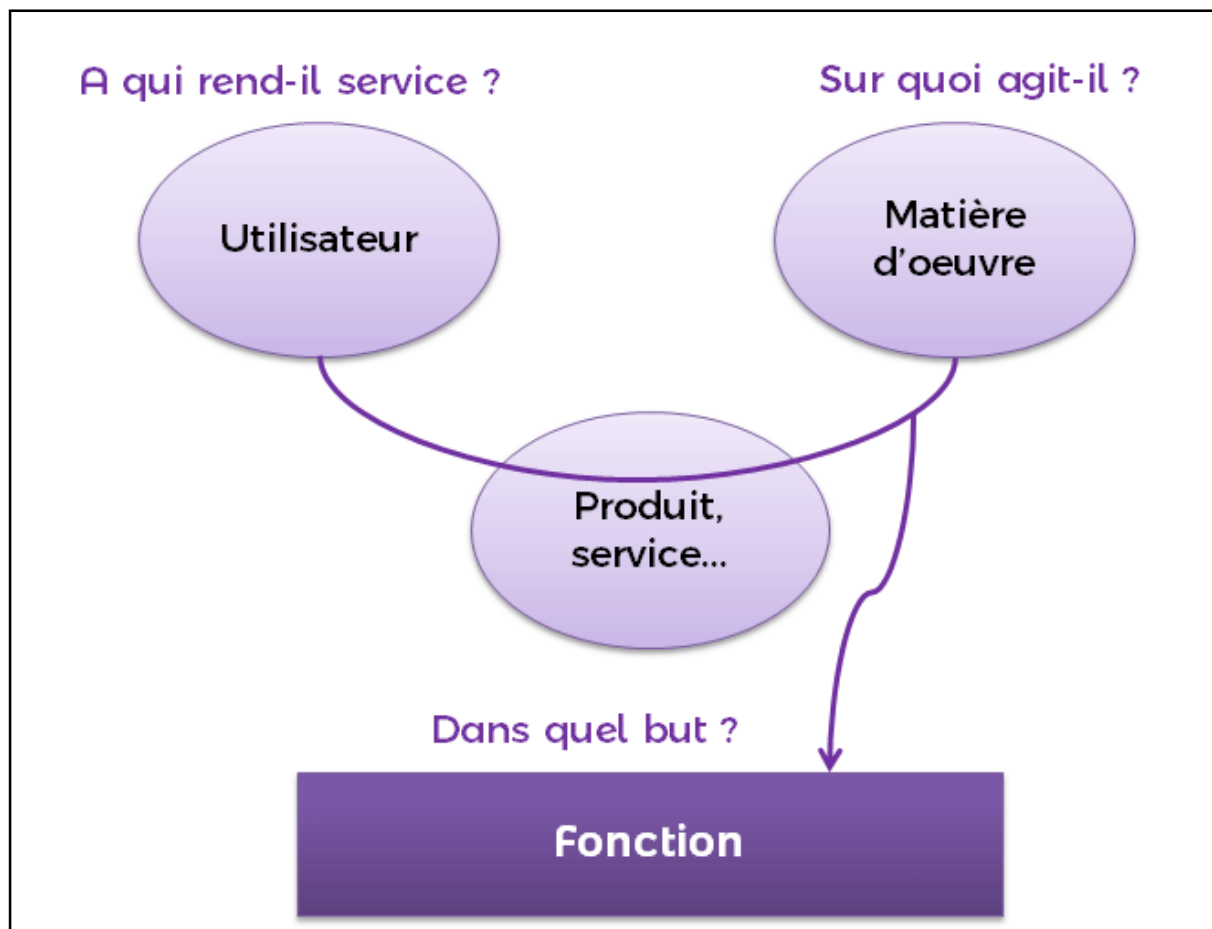 A qui rend-il service ?
Sur quoi agit-il ?
Utilisateur
Matière
d'oeuvre
Produit,
service...
Dans quel but ?
Fonction